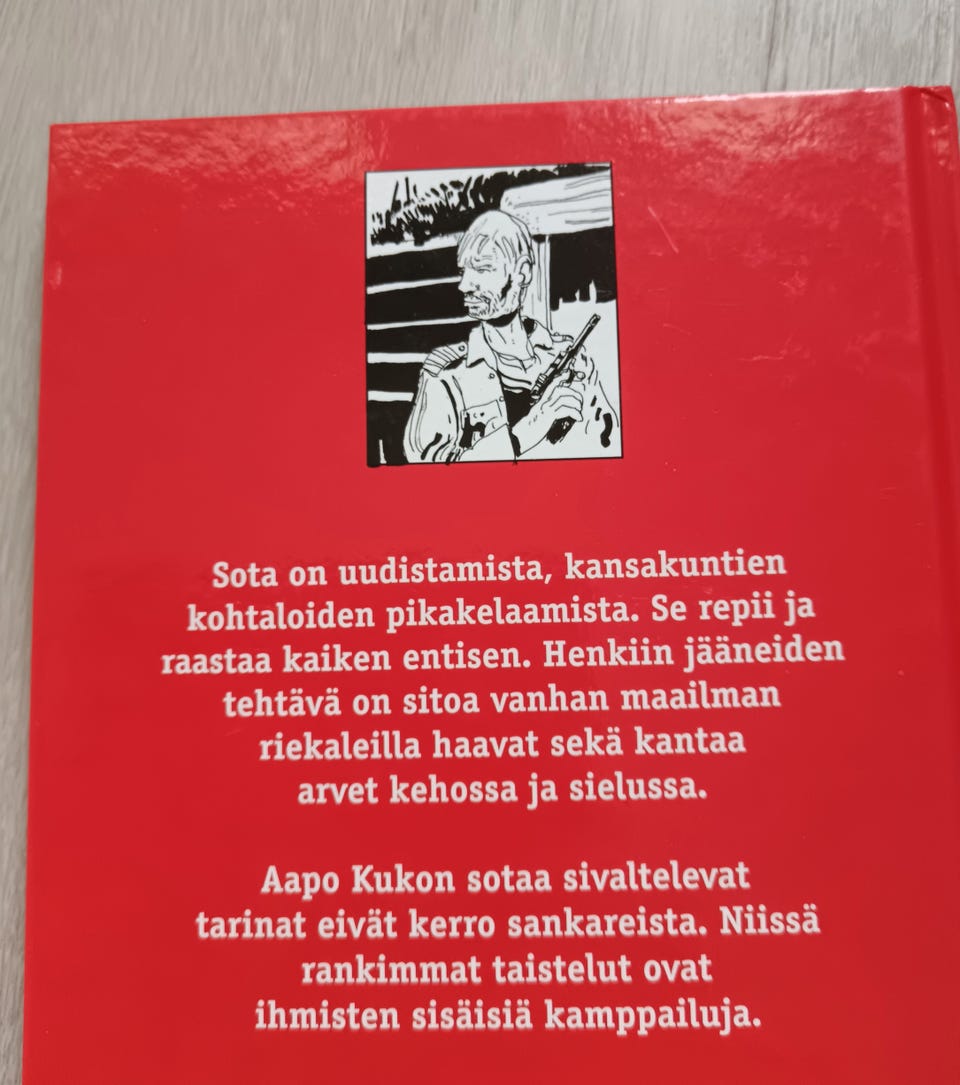 Sota on uudistamista, kansakuntien
kohtaloiden pikakelaamista. Se repii ja
raastaa kaiken entisen. Henkiin jääneiden
tehtävä on sitoa vanhan maailman
riekaleilla haavat sekä kantaa
arvet kehossa ja sielussa.
Aapo Kukon sotaa sivaltelevat
tarinat eivät kerro sankareista. Niissä
rankimmat taistelut ovat
ihmisten sisäisiä kamppailuja.